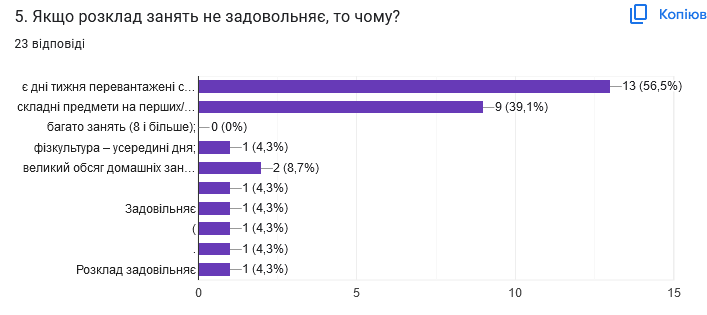 5. Якщо розклад занять не задовольняє, то чому?
Копіюв
23 відповіді
є дні тижня перевантажені с…
13 (56,5%)
складні предмети на перших/…
9 (39,1%)
багато занять (8 і більше);
0 (0%)
фізкультура – усередині дня;
1 (4,3%)
великий обсяг домашніх зан…
2 (8,7%)
1 (4,3%)
Задовільняє
1 (4,3%)
(
1 (4,3%)
.
1 (4,3%)
Розклад задовільняє
1 (4,3%)
0
5
10
15